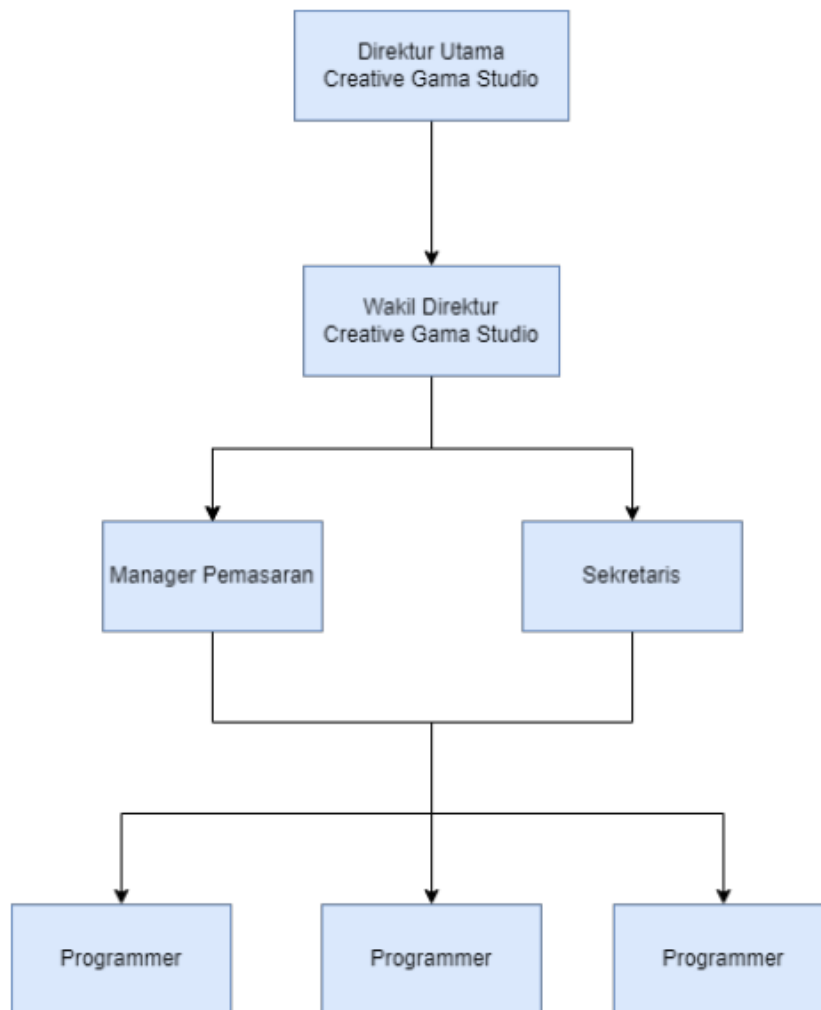 Direktur Utama
Creative Gama Studio
Wakil Direktur
Creative Gama Studio
Manager Pemasaran
Sekretaris
Programmer
Programmer
Programmer